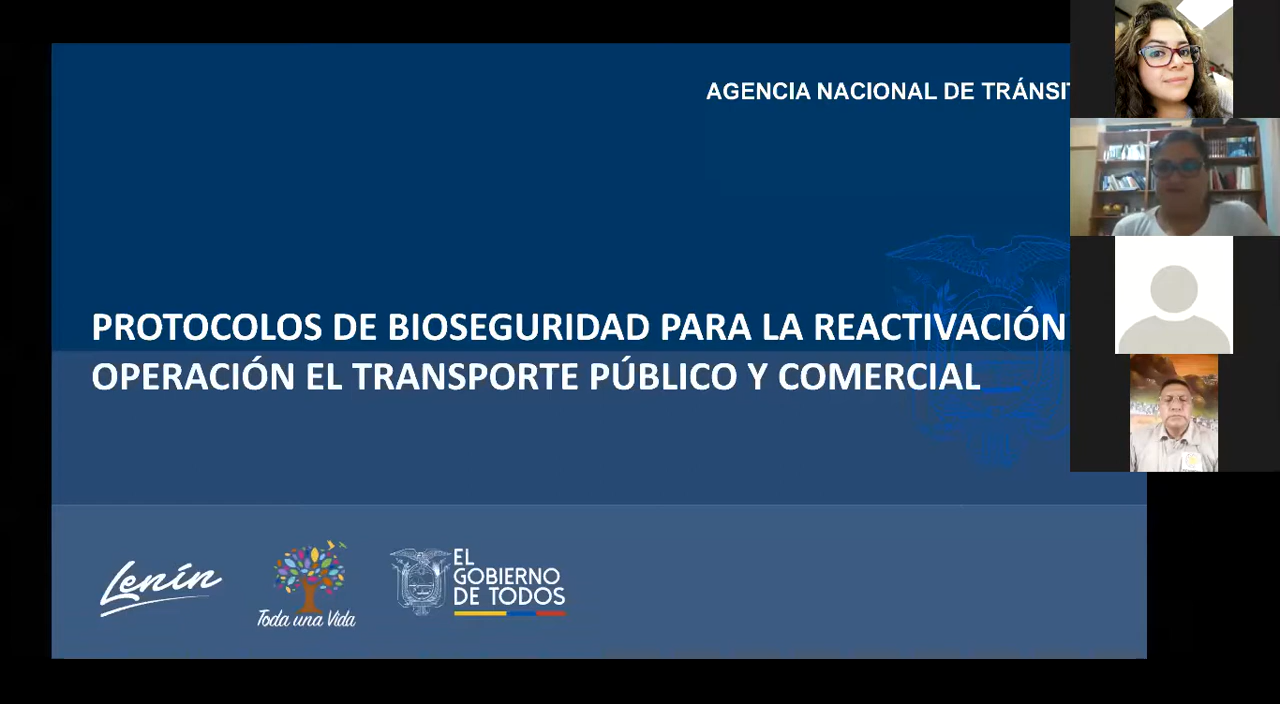 AGENCIA NACIONAL DE TRÁNSIT
PROTOCOLOS DE BIOSEGURIDAD PARA LA REACTIVACIÓN
OPERACIÓN EL TRANSPORTE PÚBLICO Y COMERCIAL
Lenín
Toda una Vida
EL
GOBIERNO
DE TODOS